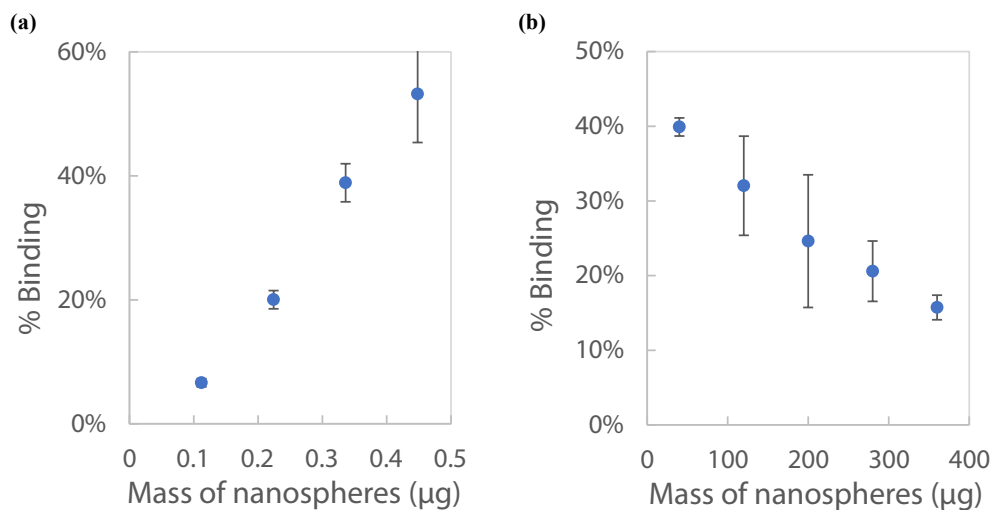 (a)
60%
40%
20%
0%
% Binding
0 0.1 0.2 0.3 0.4 0.5
Mass of nanospheres (µg)
(b)
50%
40%
30%
20%
10%
0%
% Binding
0 100 200 300 400
Mass of nanospheres (µg)